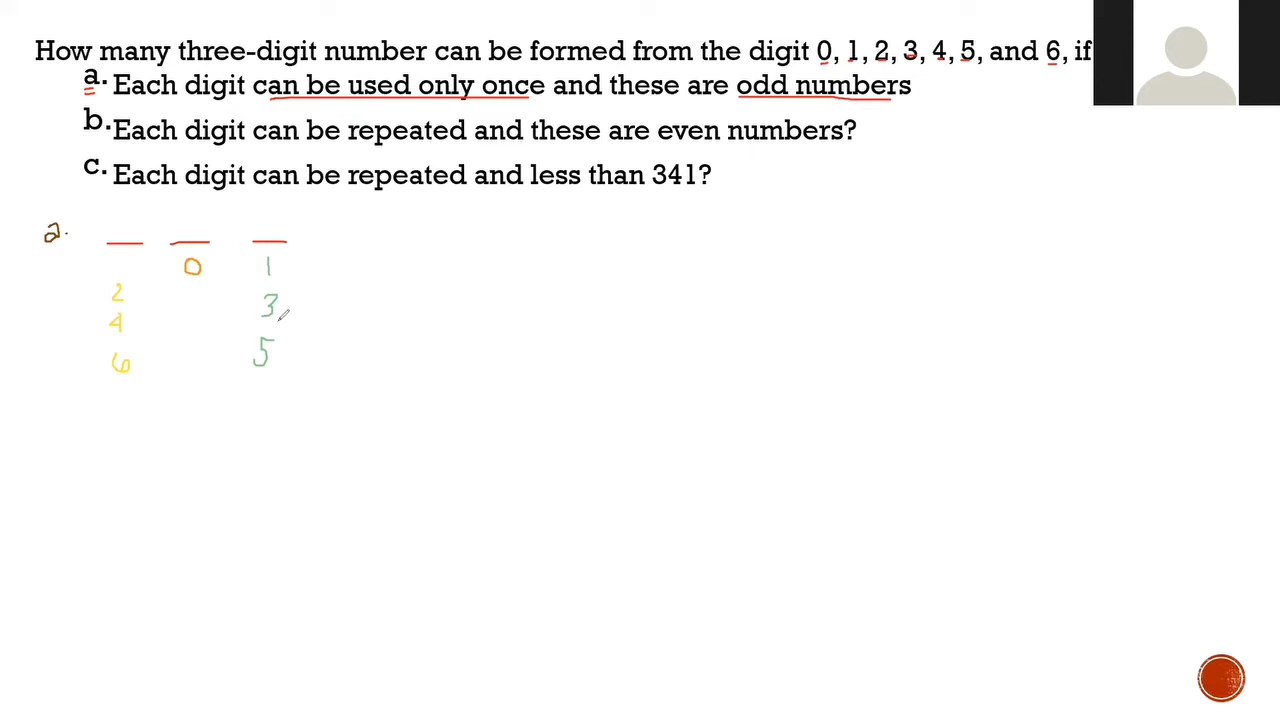 How many three-digit number can be formed from the digit 0, 1, 2, 3, 4, 5, and 6, if
a. Each digit can be used only once and these are odd numbers
b. Each digit can be repeated and these are even numbers?
c. Each digit can be repeated and less than 341?
a.
0 1
2 3
4
6 5